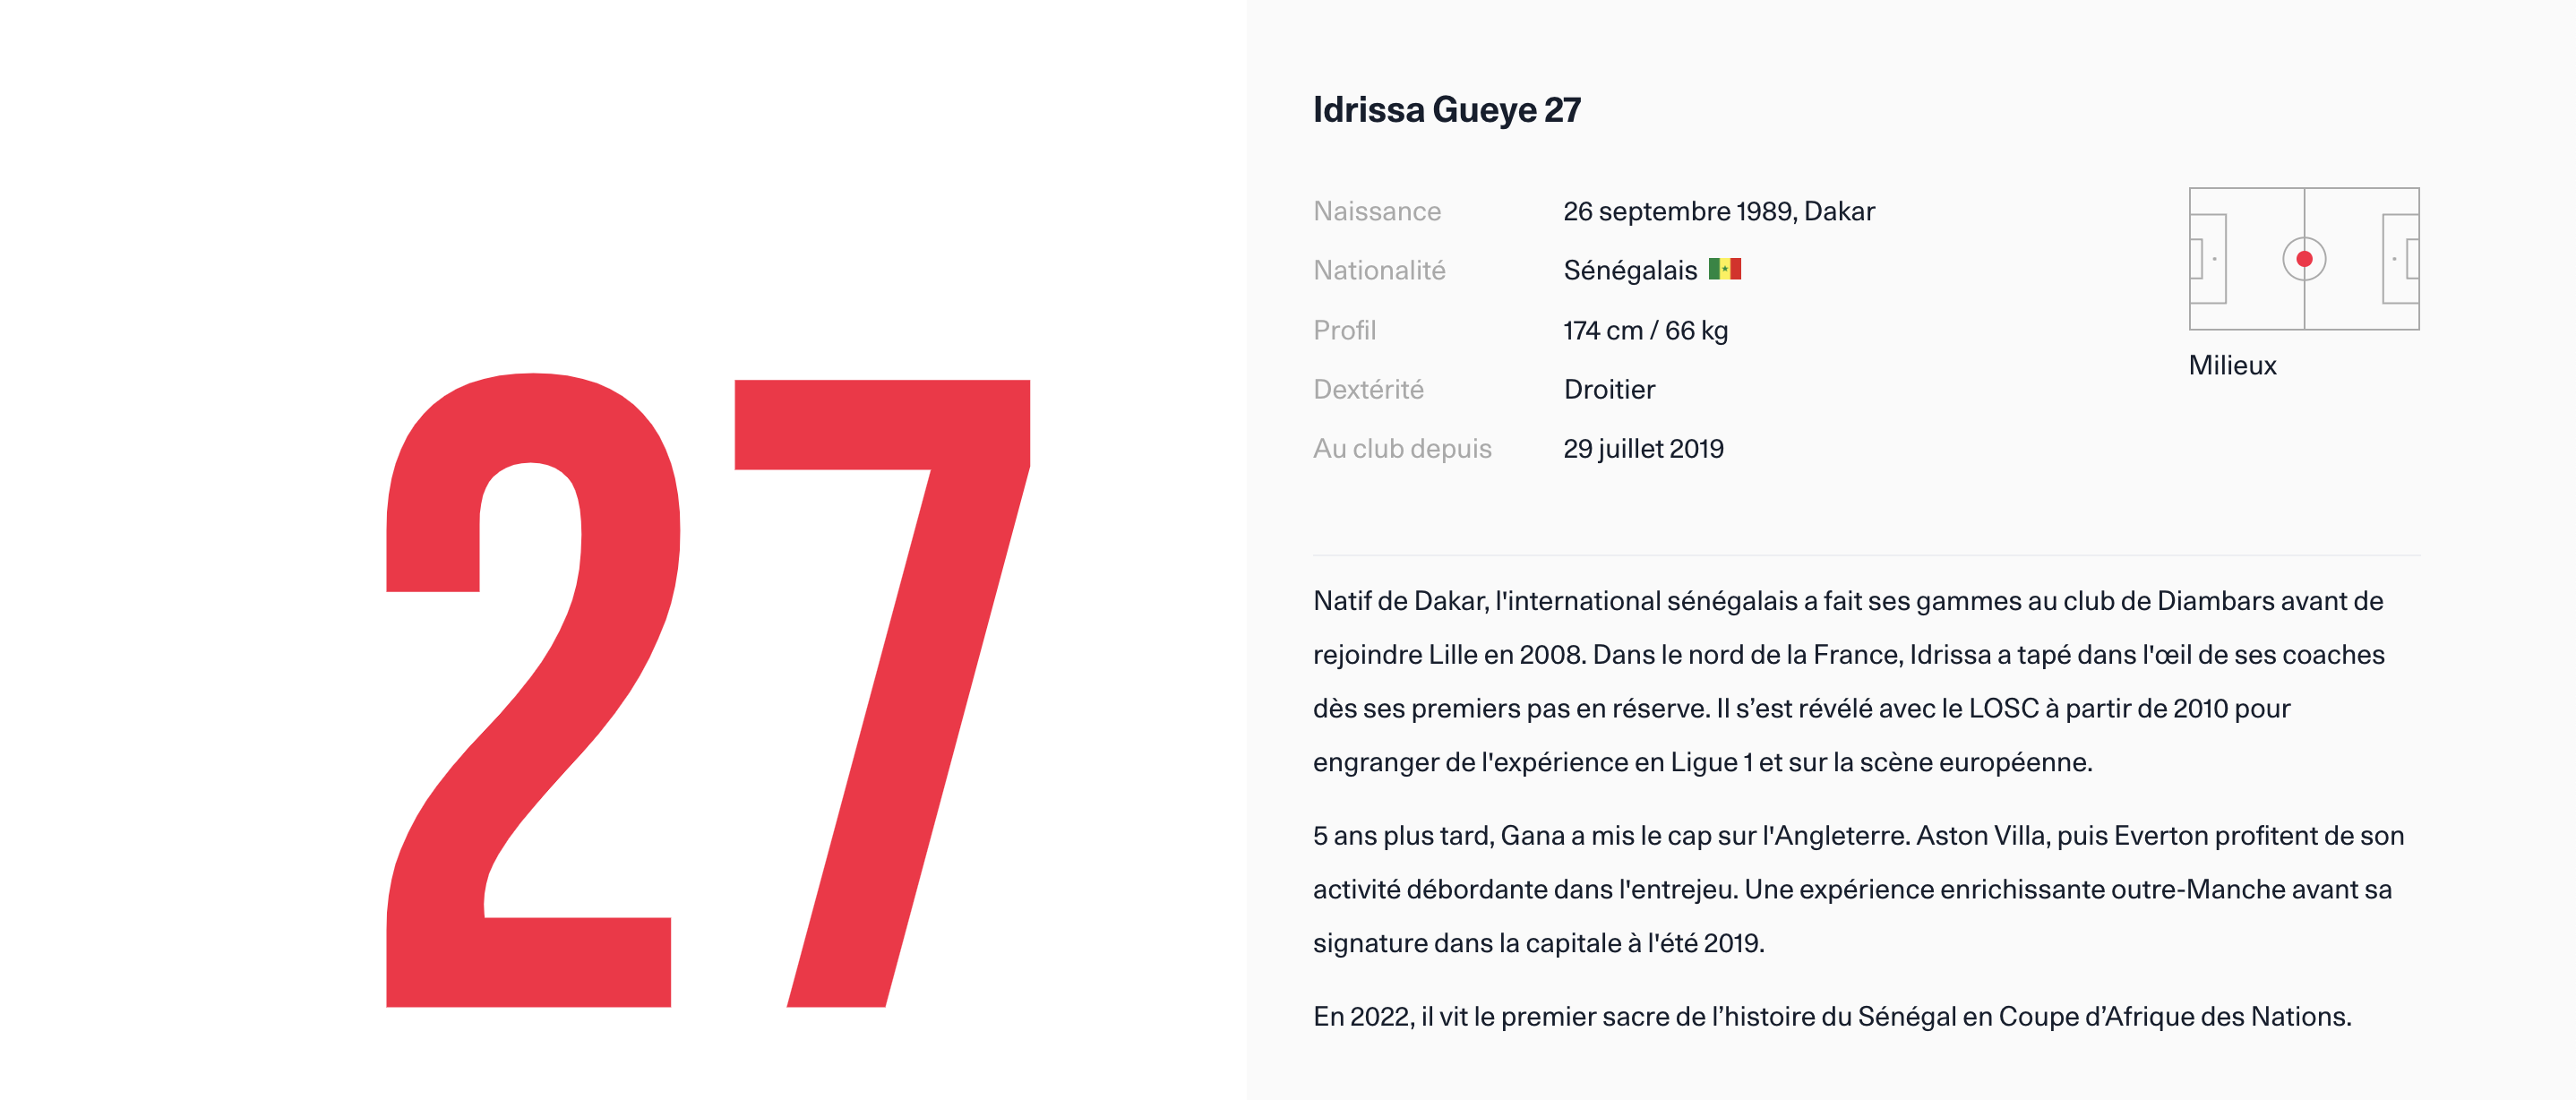 27
Idrissa Gueye 27
Naissance 26 septembre 1989, Dakar
Nationalité Sénégalais
Profil 174 cm / 66 kg
Dextérité Droitier
Au club depuis 29 juillet 2019
Milieux
Natif de Dakar, l'international sénégalais a fait ses gammes au club de Diambars avant de
rejoindre Lille en 2008. Dans le nord de la France, Idrissa a tapé dans l'œil de ses coaches
dès ses premiers pas en réserve. Il s’est révélé avec le LOSC à partir de 2010 pour
engranger de l'expérience en Ligue 1 et sur la scène européenne.
5 ans plus tard, Gana a mis le cap sur l'Angleterre. Aston Villa, puis Everton profitent de son
activité débordante dans l'entrejeu. Une expérience enrichissante outre-Manche avant sa
signature dans la capitale à l'été 2019.
En 2022, il vit le premier sacre de l’histoire du Sénégal en Coupe d’Afrique des Nations.